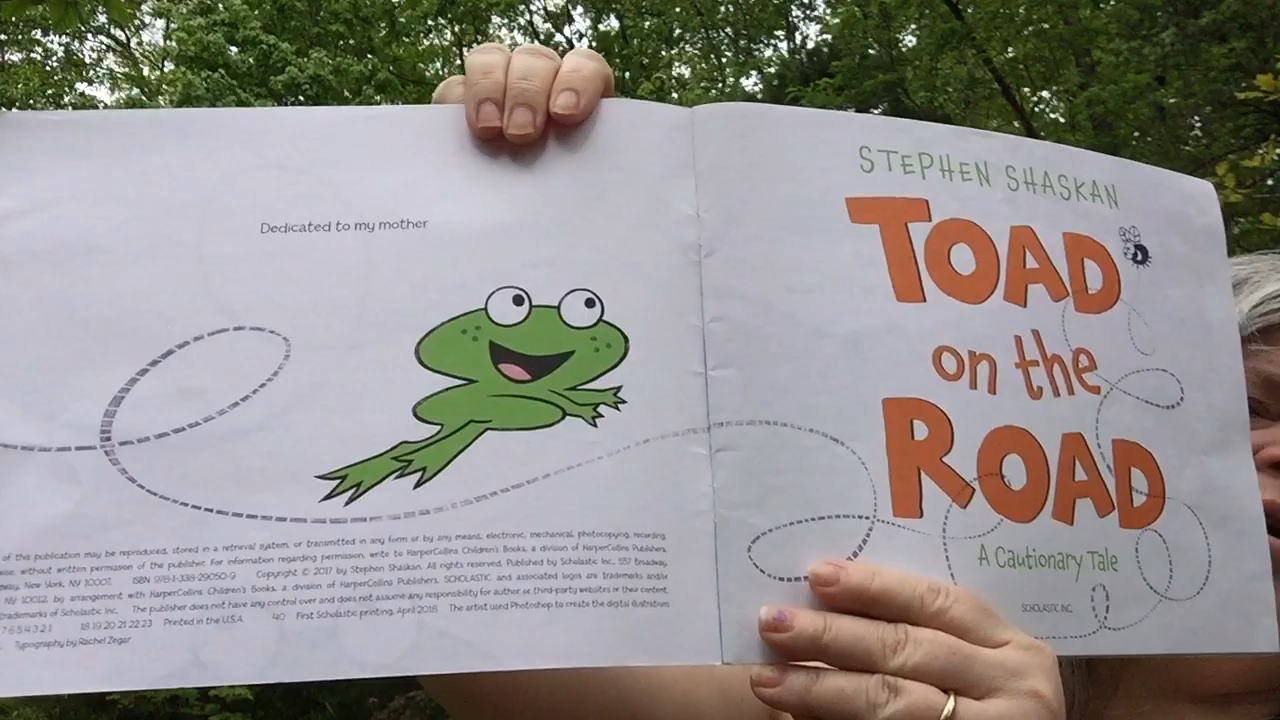 Dedicated to my mother
of this publication may be reproduced, stored in a retrieval system, or transmitted in any form or by any means, electronic, mechanical, photocopying, recording,
without written permission of the publisher. For information regarding permission, write to HarperCollins Children's Books, a division of HarperCollins Publishers,
New York, NY 10007. ISBN 978-1-338-29050-9 Copyright © 2017 by Stephen Shaskan. All rights reserved. Published by Scholastic Inc., 557 Broadway,
NY 10012, by arrangement with HarperCollins Children's Books, a division of HarperCollins Publishers. SCHOLASTIC and associated logos are trademarks and/or
trademarks of Scholastic Inc. The publisher does not have any control over and does not assume any responsibility for author or third-party websites or their content.
7 6 5 4 3 2 1 18 19 20 21 22 23 Printed in the U.S.A. 40 First Scholastic printing, April 2018 The artist used Photoshop to create the digital illustrations
Typography by Rachel Zegar
STEPHEN SHASKAN
TOAD
on the
ROAD
A Cautionary Tale
SCHOLASTIC INC.